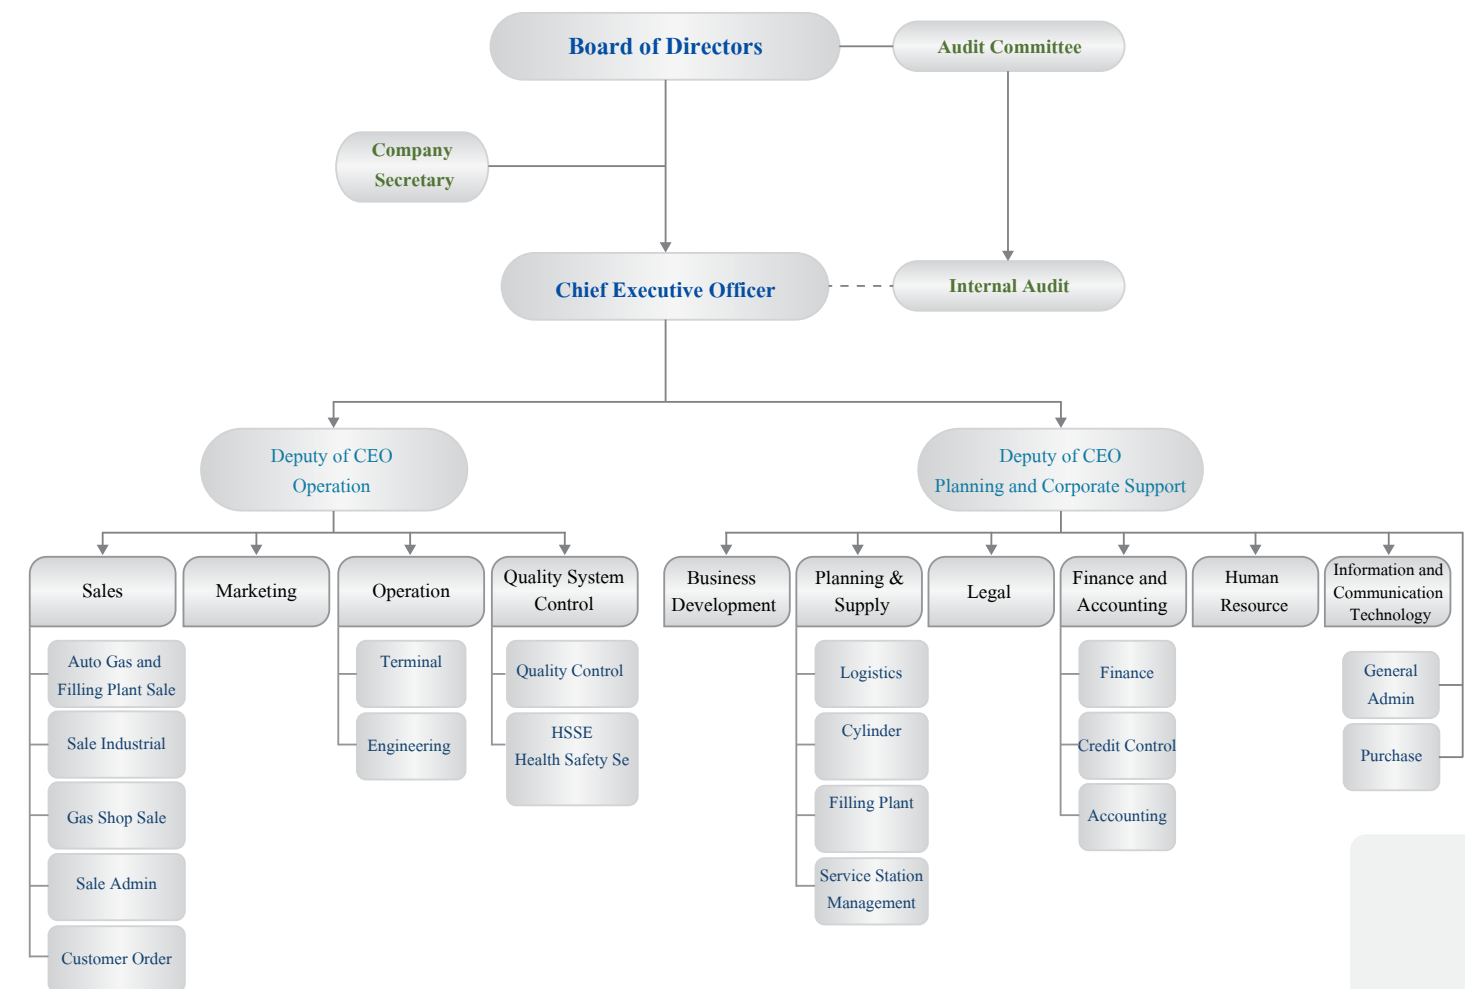 Board of Directors
Audit Committee
Company
Secretary
Chief Executive Officer
Internal Audit
Deputy of CEO
Operation
Deputy of CEO
Planning and Corporate Support
Sales
Marketing
Operation
Quality System
Control
Business
Development
Planning &
Supply
Legal
Finance and
Accounting
Human
Resource
Information and
Communication
Technology
Auto Gas and
Filling Plant Sale
Sale Industrial
Gas Shop Sale
Sale Admin
Customer Order
Terminal
Engineering
Quality Control
HSSE
Health Safety Se
Logistics
Cylinder
Filling Plant
Service Station
Management
Finance
Credit Control
Accounting
General
Admin
Purchase